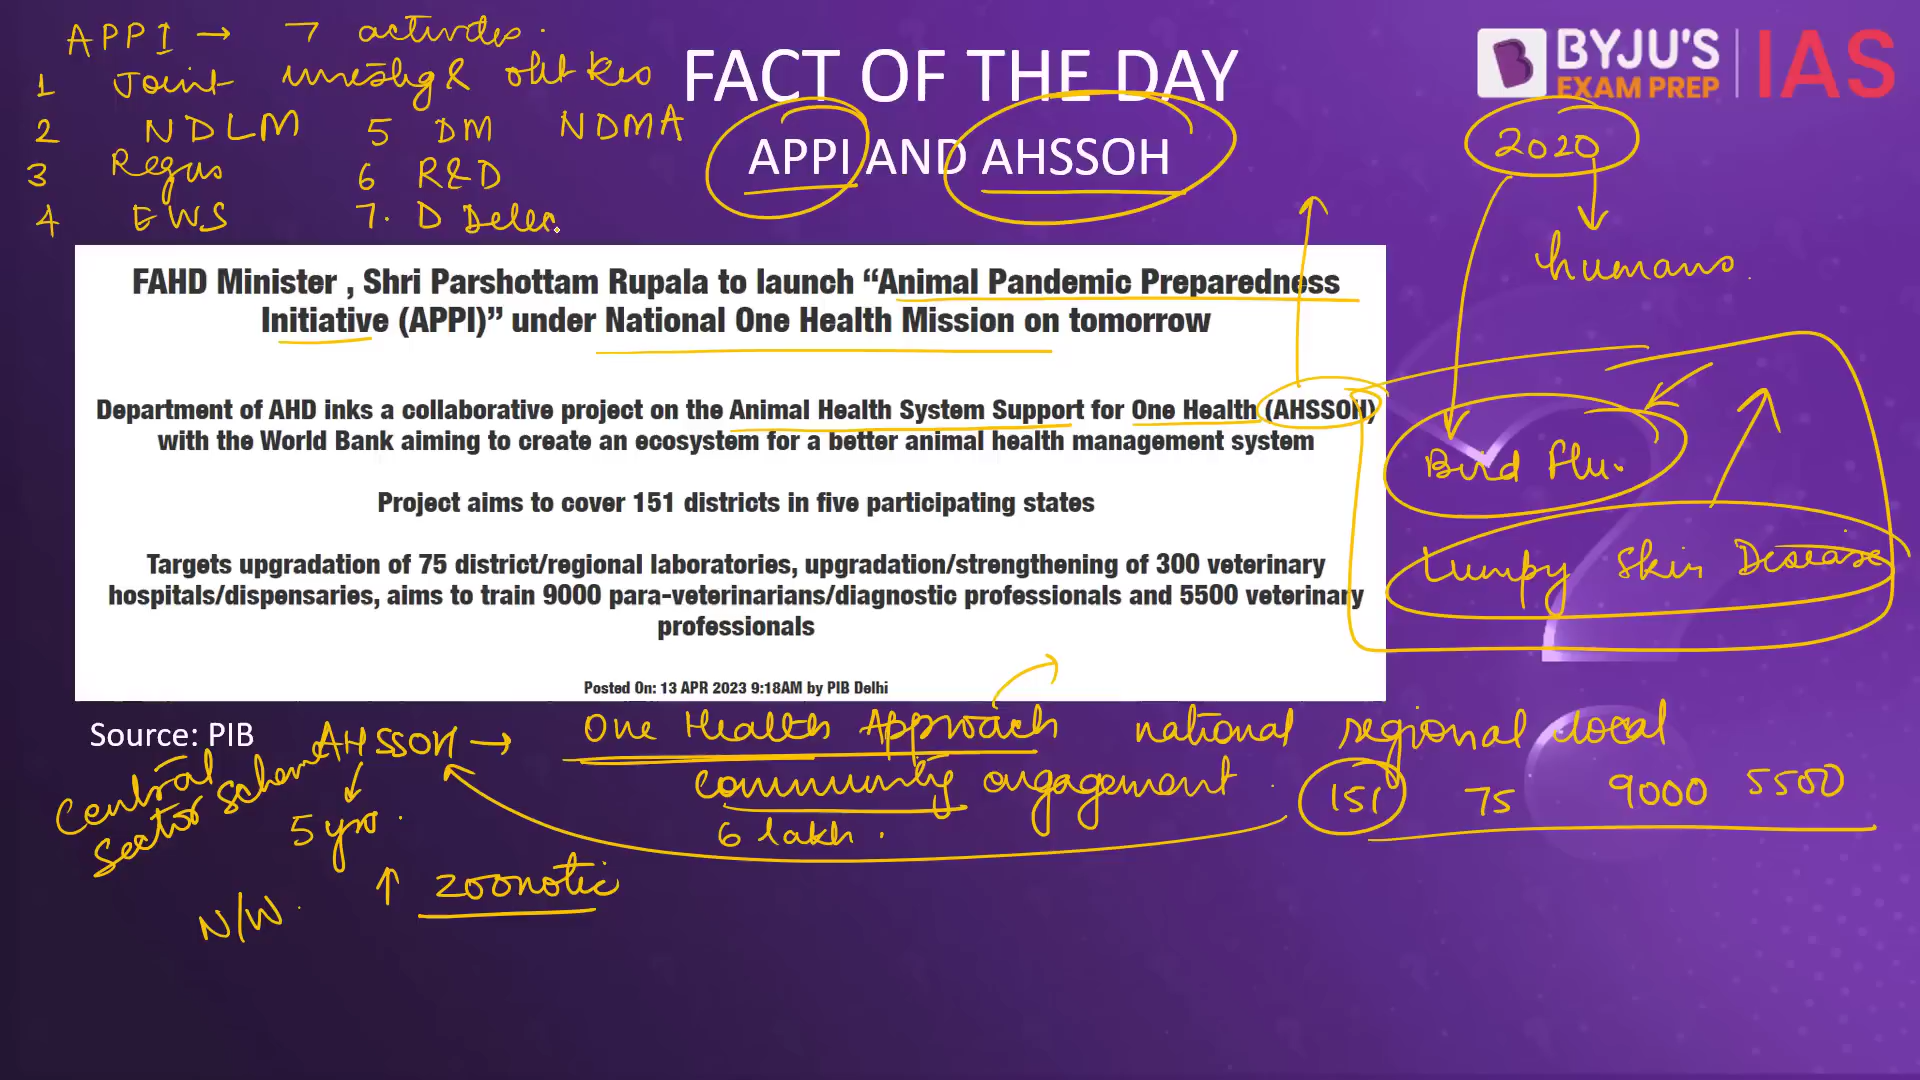 APPI → 7 activites.
1 Joint investig & obt Res
2 NDLM 5 DM NDMA
3 Regus 6 R&D
4 EWS 7. D Detec.
FACT OF THE DAY
APPI AND AHSSOH
BYJU'S
EXAM PREP
IAS
2020
humans.
FAHD Minister , Shri Parshottam Rupala to launch “Animal Pandemic Preparedness
Initiative (APPI)” under National One Health Mission on tomorrow
Department of AHD inks a collaborative project on the Animal Health System Support for One Health (AHSSOH)
with the World Bank aiming to create an ecosystem for a better animal health management system
Project aims to cover 151 districts in five participating states
Targets upgradation of 75 district/regional laboratories, upgradation/strengthening of 300 veterinary
hospitals/dispensaries, aims to train 9000 para-veterinarians/diagnostic professionals and 5500 veterinary
professionals
Posted On: 13 APR 2023 9:18AM by PIB Delhi
Bird Flu.
Lumpy Skin Disease
Source: PIB
AHSSOH → One Health Approach national regional local
Central
Sector Scheme
community engagement. 151 75 9000 5500
5 yrs. 6 lakh.
↑ zoonotic
N/W.